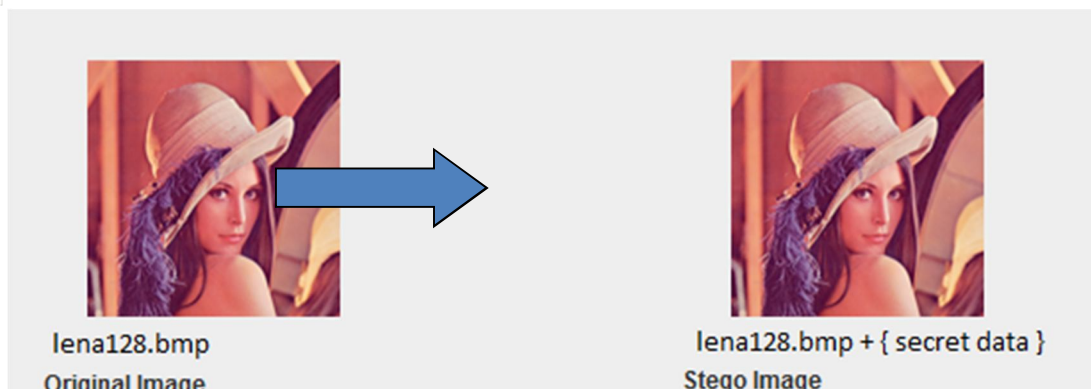 lena128.bmp
Original Image
lena128.bmp + { secret data }
Stego Image